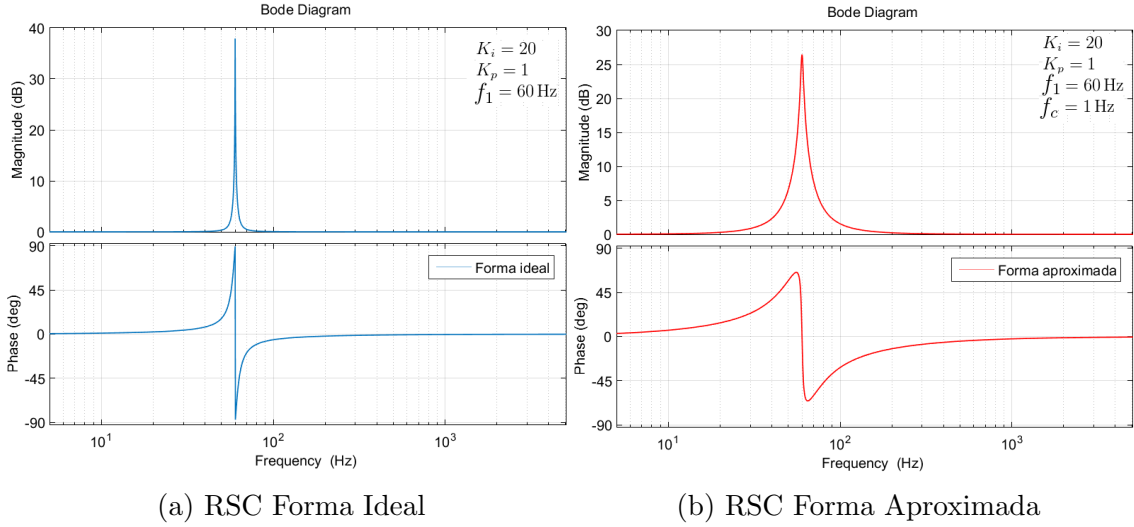 Bode Diagram
40
30
20
10
0
Magnitude (dB)
K_i = 20
K_p = 1
f_1 = 60 Hz
90
45
0
-45
-90
Phase (deg)
Forma ideal
10^1
10^2
10^3
Frequency (Hz)
(a) RSC Forma Ideal
Bode Diagram
30
25
20
15
10
5
0
Magnitude (dB)
K_i = 20
K_p = 1
f_1 = 60 Hz
f_c = 1 Hz
90
45
0
-45
-90
Phase (deg)
Forma aproximada
10^1
10^2
10^3
Frequency (Hz)
(b) RSC Forma Aproximada